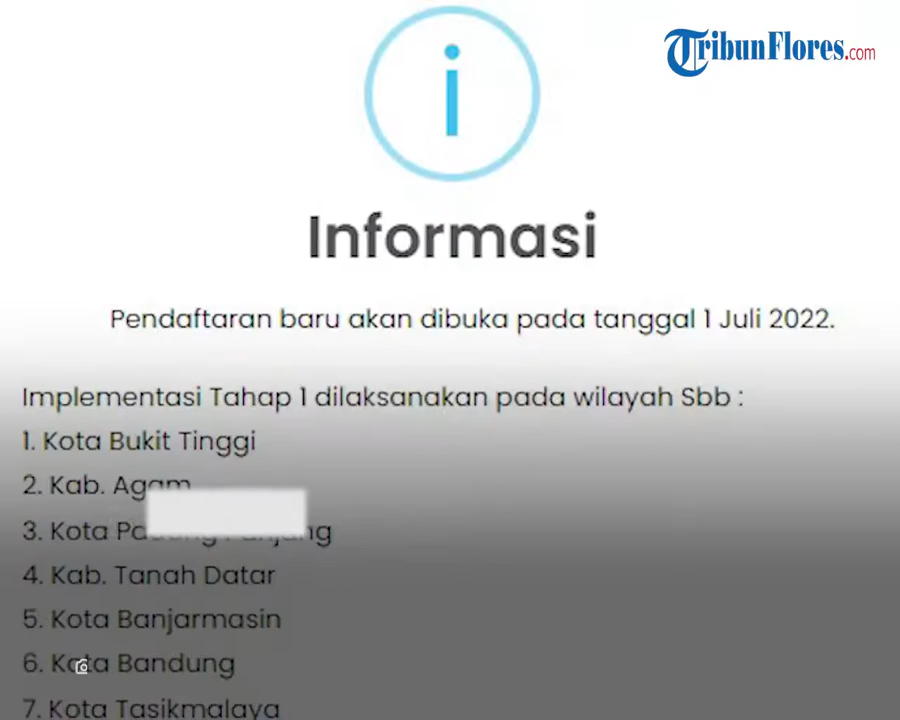 TribunFlores.com
Informasi
Pendaftaran baru akan dibuka pada tanggal 1 Juli 2022.
Implementasi Tahap 1 dilaksanakan pada wilayah Sbb :
1. Kota Bukit Tinggi
2. Kab. Agam
3. Kota
4. Kab. Tanah Datar
5. Kota Banjarmasin
6. Kota Bandung
7. Kota Tasikmalaya